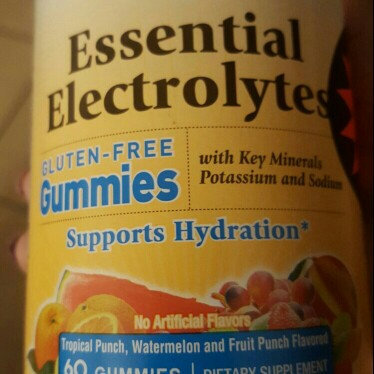 Essential
Electrolytes
GLUTEN-FREE
Gummies
with Key Minerals
Potassium and Sodium
Supports Hydration*
No Artificial Flavors
Tropical Punch, Watermelon and Fruit Punch Flavored
60 GUMMIES | DIETARY SUPPLEMENT